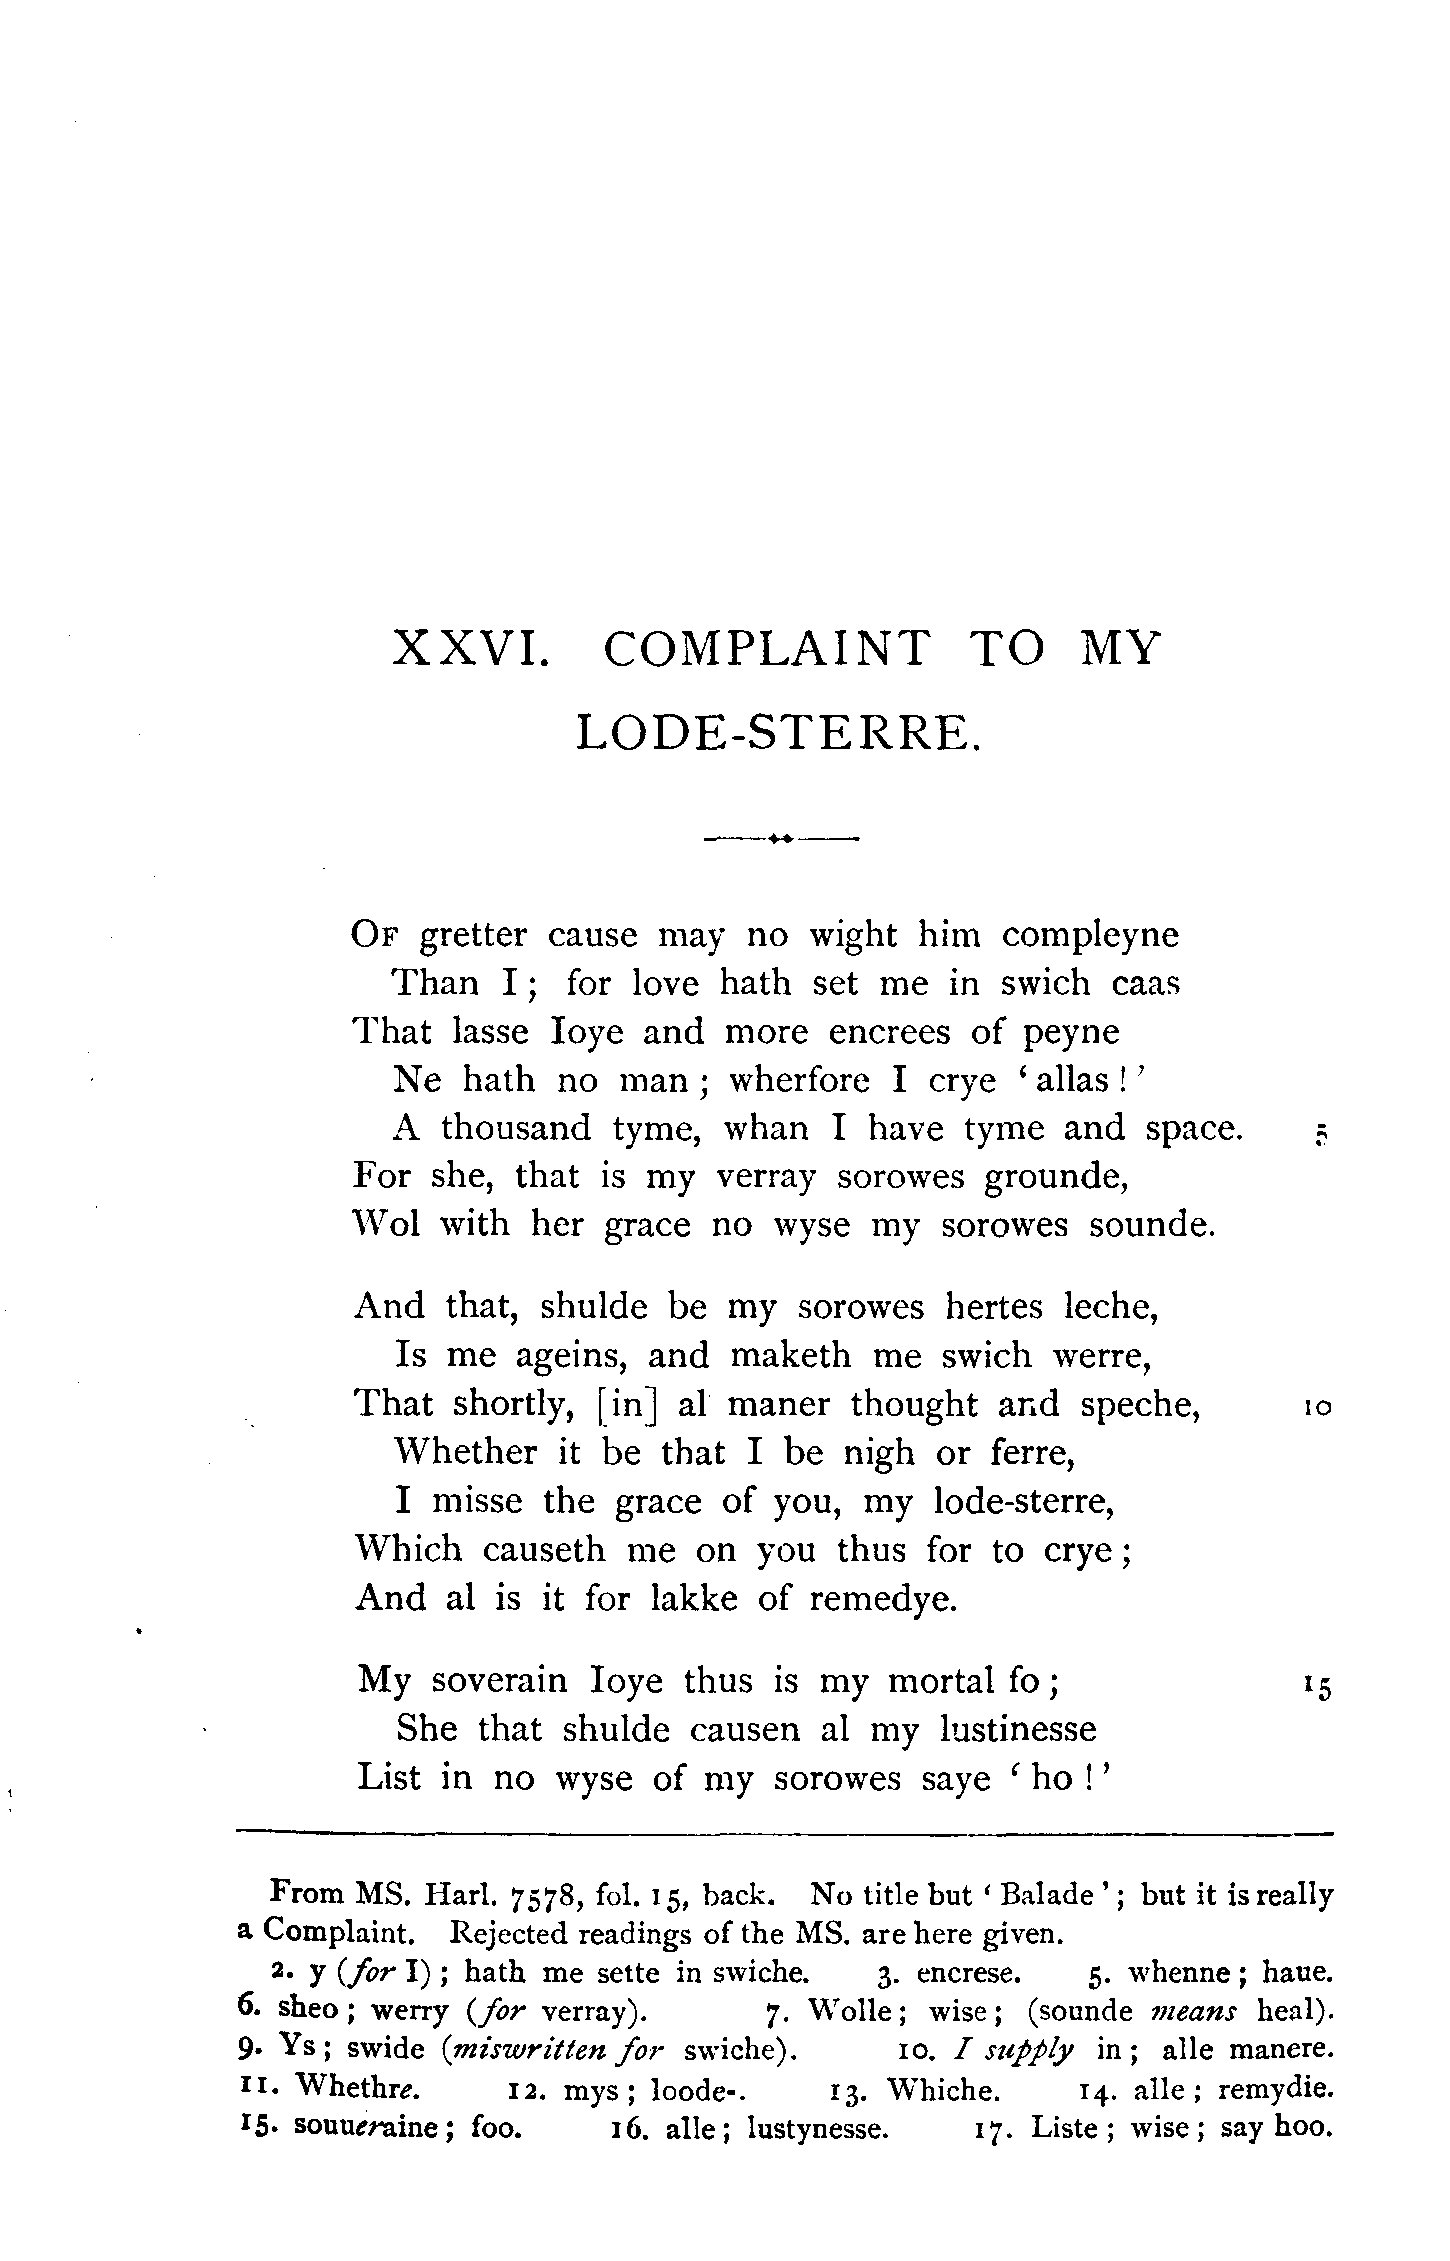 XXVI. COMPLAINT TO MY
LODE-STERRE.
OF gretter cause may no wight him compleyne
Than I; for love hath set me in swich caas
That lasse Ioye and more encrees of peyne
Ne hath no man; wherfore I crye ‘allas!’
A thousand tyme, whan I have tyme and space. 5
For she, that is my verray sorowes grounde,
Wol with her grace no wyse my sorowes sounde.
And that, shulde be my sorowes hertes leche,
Is me ageins, and maketh me swich werre,
That shortly, [in] al maner thought and speche, 10
Whether it be that I be nigh or ferre,
I misse the grace of you, my lode-sterre,
Which causeth me on you thus for to crye;
And al is it for lakke of remedye.
My soverain Ioye thus is my mortal fo; 15
She that shulde causen al my lustinesse
List in no wyse of my sorowes saye ‘ho!’
From MS. Harl. 7578, fol. 15, back. No title but ‘Balade’; but it is really
a Complaint. Rejected readings of the MS. are here given.
2. y (for I); hath me sette in swiche. 3. encrese. 5. whenne; haue.
6. sheo; werry (for verray). 7. Wolle; wise; (sounde means heal).
9. Ys; swide (miswritten for swiche). 10. I supply in; alle manere.
11. Whethre. 12. mys; loode-. 13. Whiche. 14. alle; remydie.
15. souueraine; foo. 16. alle; lustynesse. 17. Liste; wise; say hoo.